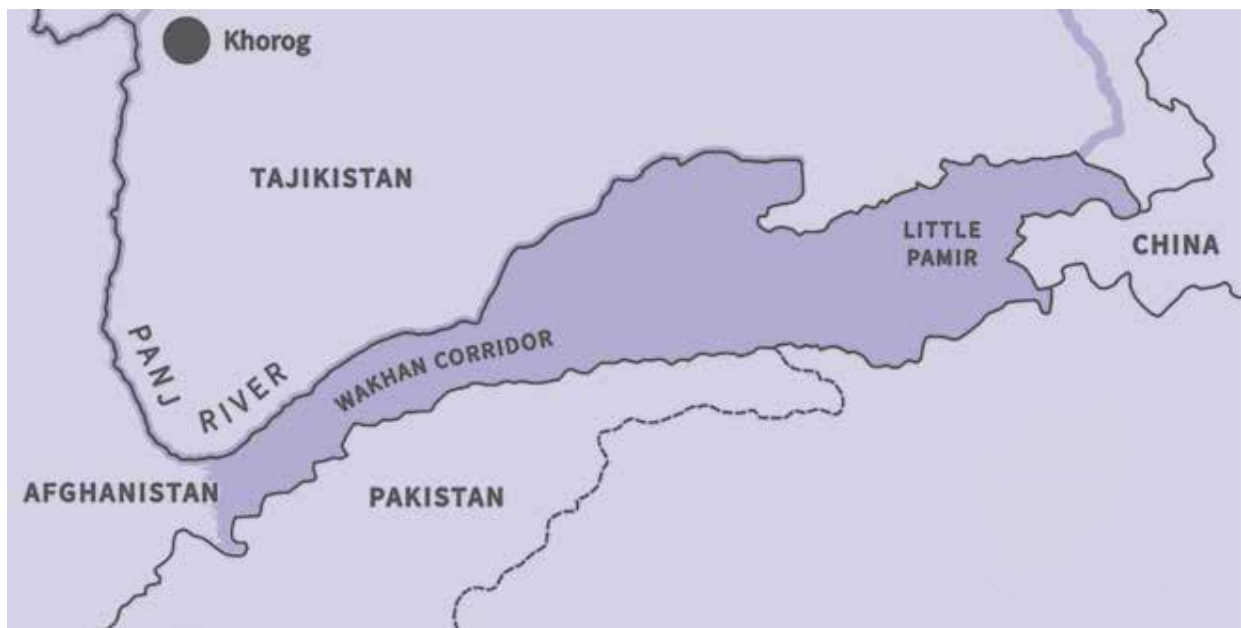 Khorog
TAJIKISTAN
LITTLE
PAMIR
CHINA
PANJ
RIVER
WAKHAN CORRIDOR
AFGHANISTAN
PAKISTAN